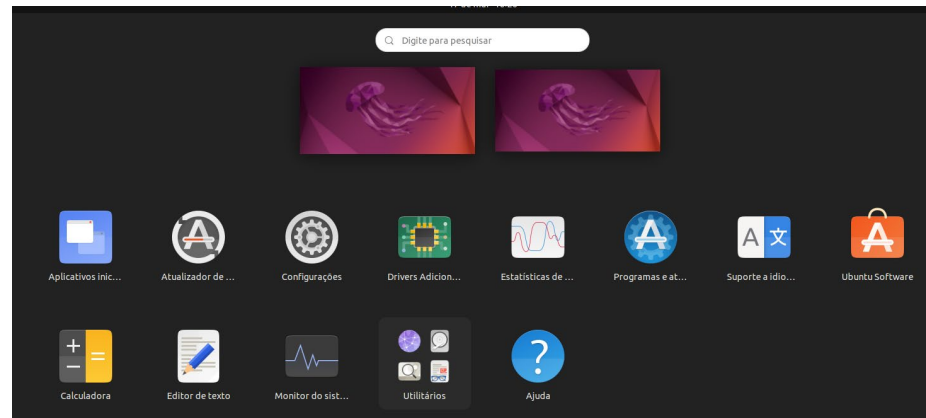 Digite para pesquisar
Aplicativos inic...
Atualizador de ...
Configurações
Drivers Adicion...
Estatísticas de ...
Programas e at...
Suporte a idio...
Ubuntu Software
Calculadora
Editor de texto
Monitor do sist...
Utilitários
Ajuda